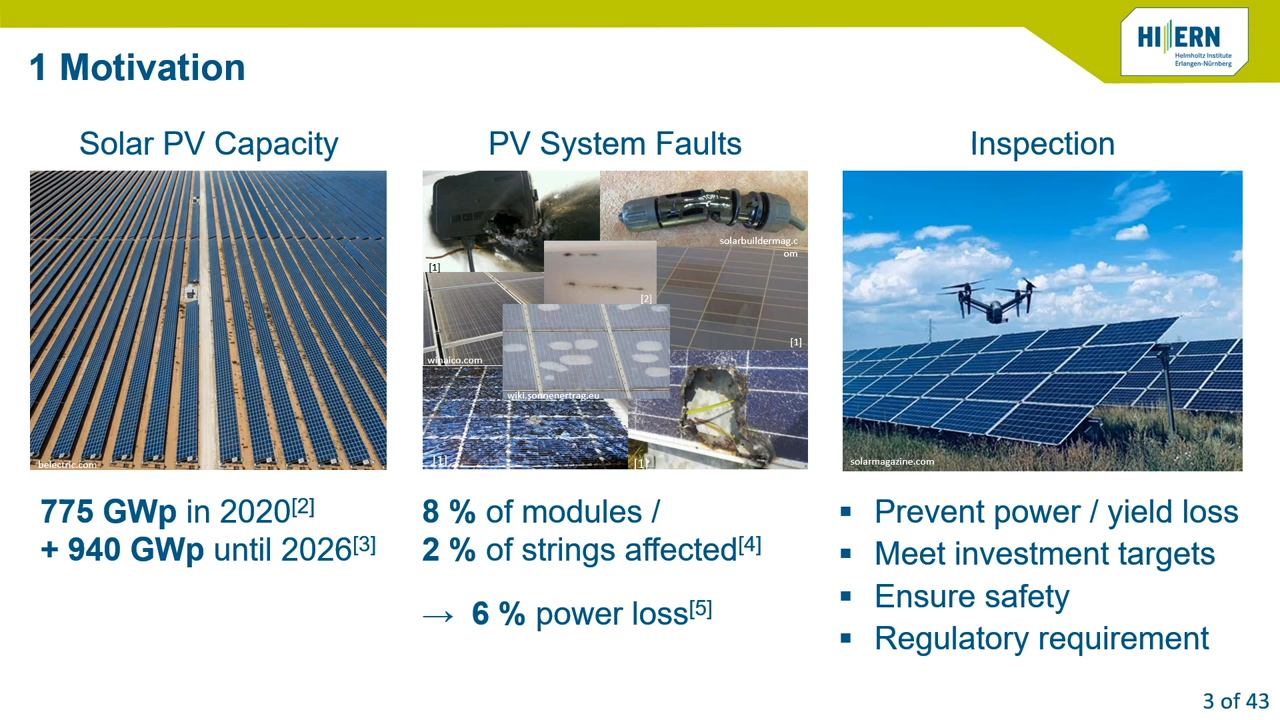 HI ERN
Helmholtz Institute
Erlangen-Nürnberg
1 Motivation
Solar PV Capacity
belectric.com
775 GWp in 2020[2]
+ 940 GWp until 2026[3]
PV System Faults
[1]
solarbuildermag.c
om
[2]
[1]
winaico.com
wiki.sonnenertrag.eu
[1]
[1]
8 % of modules /
2 % of strings affected[4]
→ 6 % power loss[5]
Inspection
solarmagazine.com
▪ Prevent power / yield loss
▪ Meet investment targets
▪ Ensure safety
▪ Regulatory requirement
3 of 43